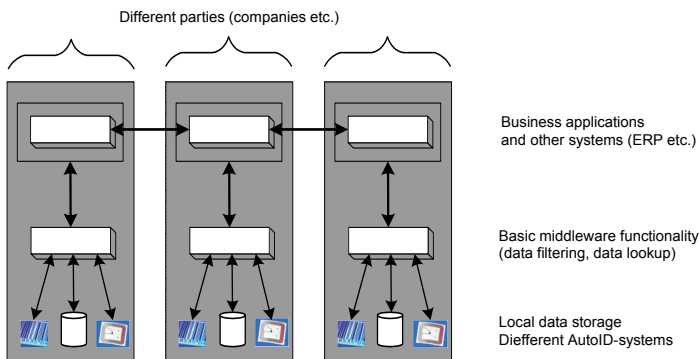 Different parties (companies etc.)
Business applications
and other systems (ERP etc.)
Basic middleware functionality
(data filtering, data lookup)
Local data storage
Diefferent AutoID-systems